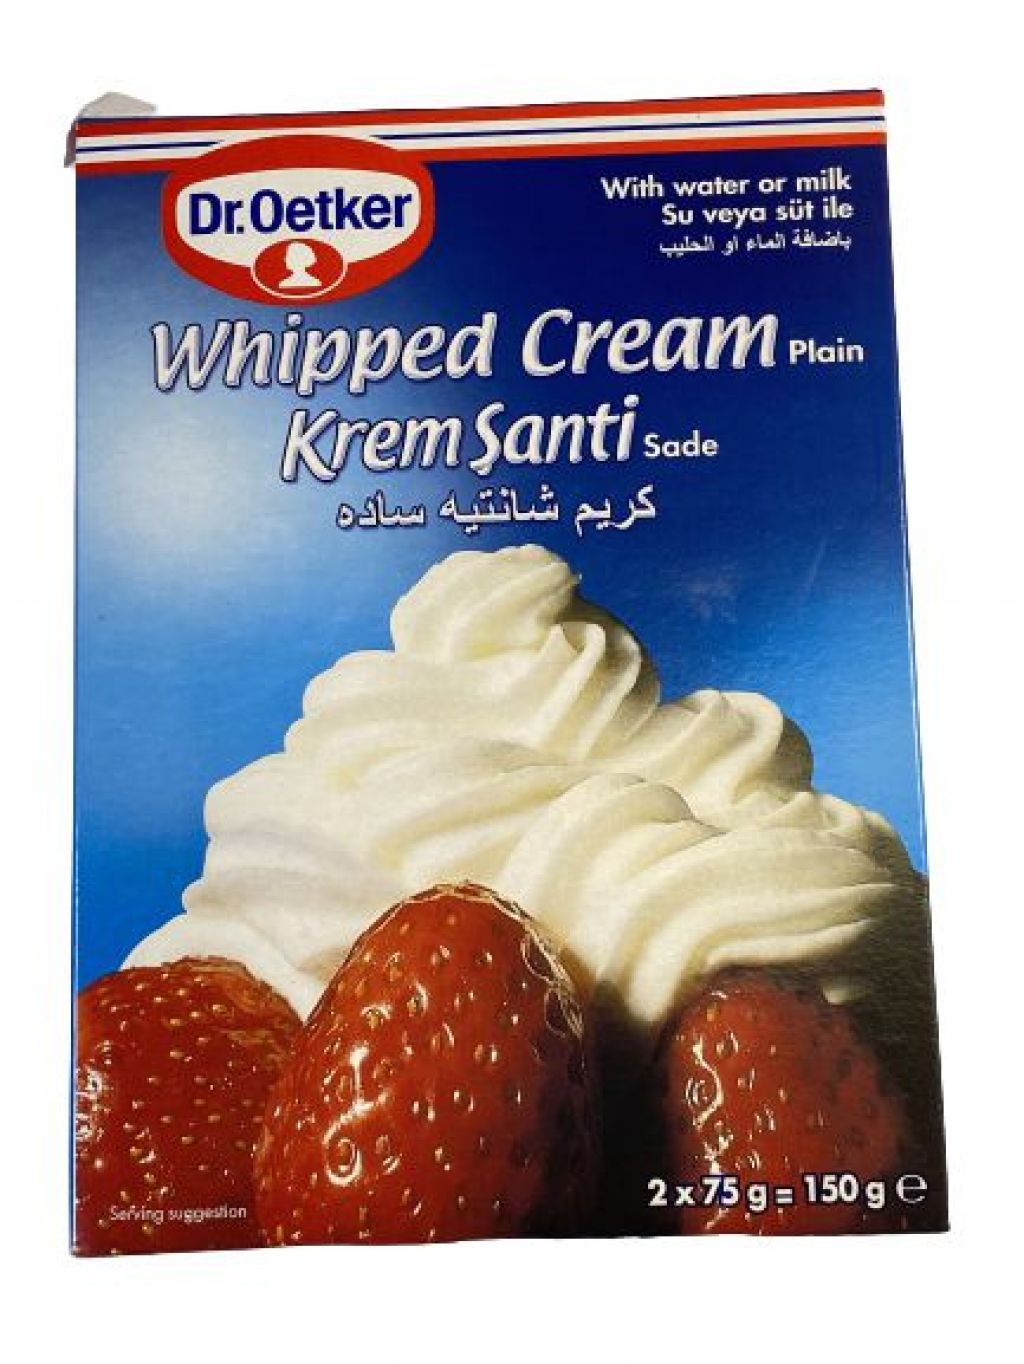 Dr.Oetker
With water or milk
Su veya süt ile
باضافة الماء او الحليب
Whipped Cream Plain
Krem Şanti Sade
كريم شانتيه ساده
2 x 75 g = 150 g ℮
Serving suggestion